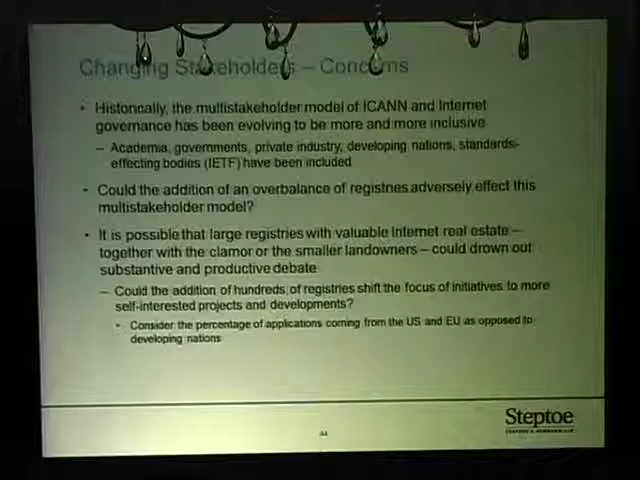 Changing Stakeholders – Concerns
• Historically, the multistakeholder model of ICANN and Internet
governance has been evolving to be more and more inclusive
– Academia, governments, private industry, developing nations, standards-
effecting bodies (IETF) have been included
• Could the addition of an overbalance of registries adversely effect this
multistakeholder model?
• It is possible that large registries with valuable Internet real estate –
together with the clamor or the smaller landowners – could drown out
substantive and productive debate
– Could the addition of hundreds of registries shift the focus of initiatives to more
self-interested projects and developments?
• Consider the percentage of applications coming from the US and EU as opposed to
developing nations
44
Steptoe
STEPTOE & JOHNSON LLP